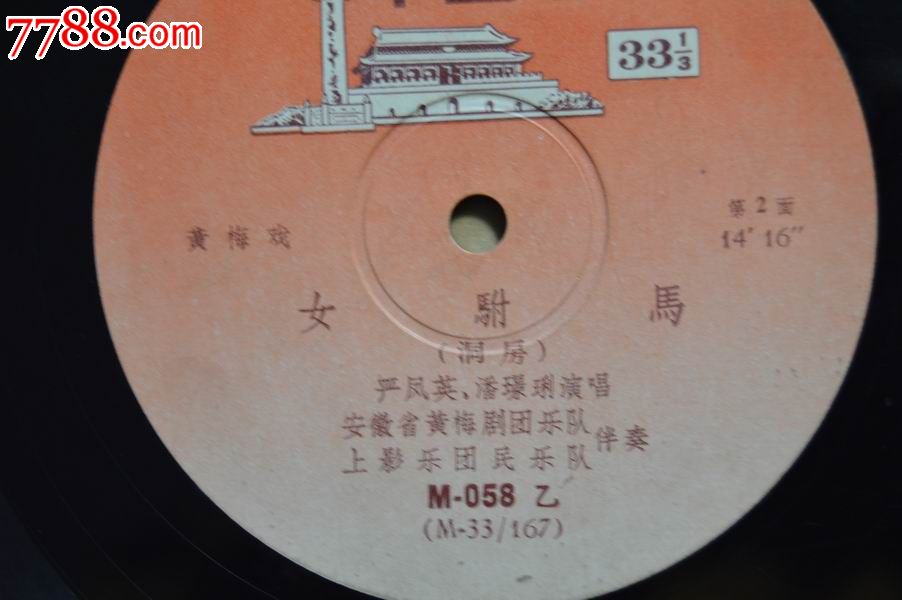 7788.com
33 1/3
黄梅戏
第2面
14' 16"
女駙馬
(洞房)
严凤英、潘璟琍演唱
安徽省黄梅剧团乐队
上影乐团民乐队
伴奏
M-058 乙
(M-33/167)